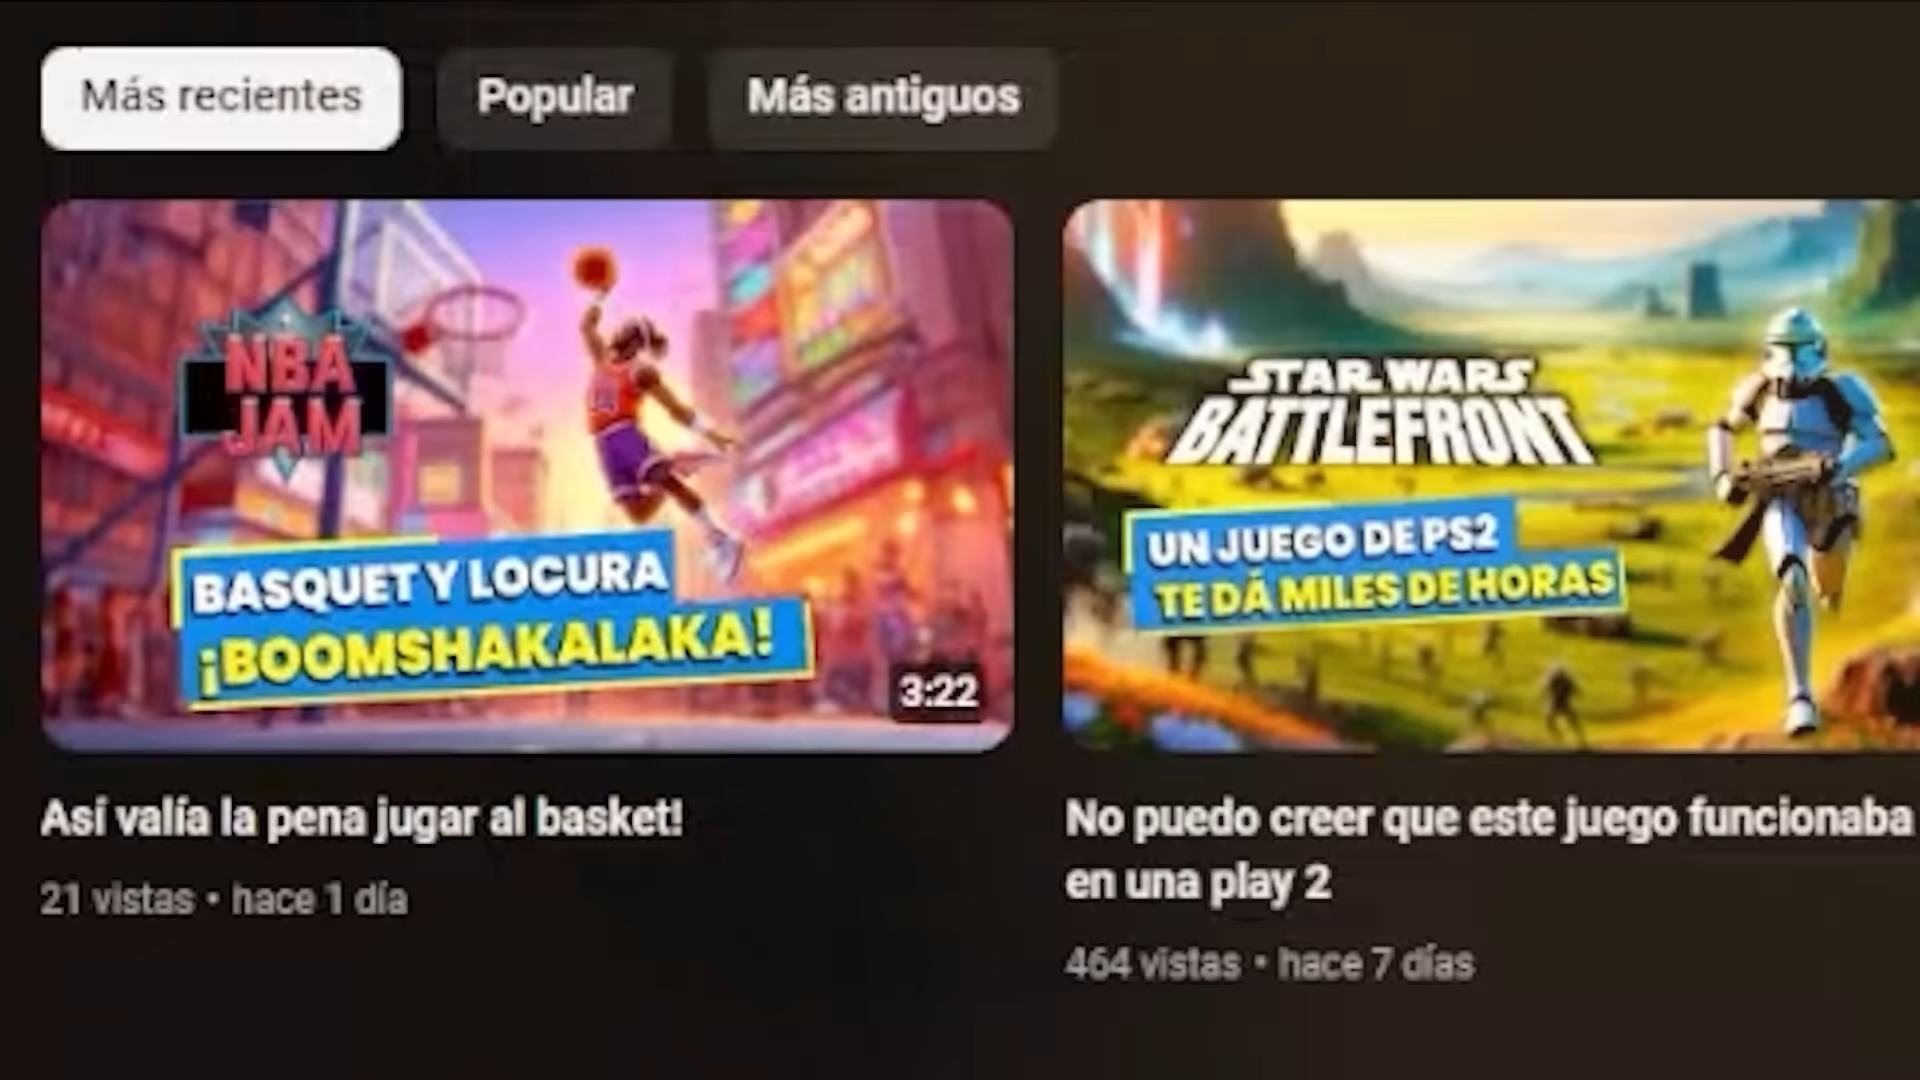 Más recientes
Popular
Más antiguos
NBA
JAM
BASQUET Y LOCURA
¡BOOMSHAKALAKA!
3:22
STAR WARS
BATTLEFRONT
UN JUEGO DE PS2
TE DÁ MILES DE HORAS
Así valía la pena jugar al basket!
21 vistas • hace 1 día
No puedo creer que este juego funcionaba
en una play 2
464 vistas • hace 7 días